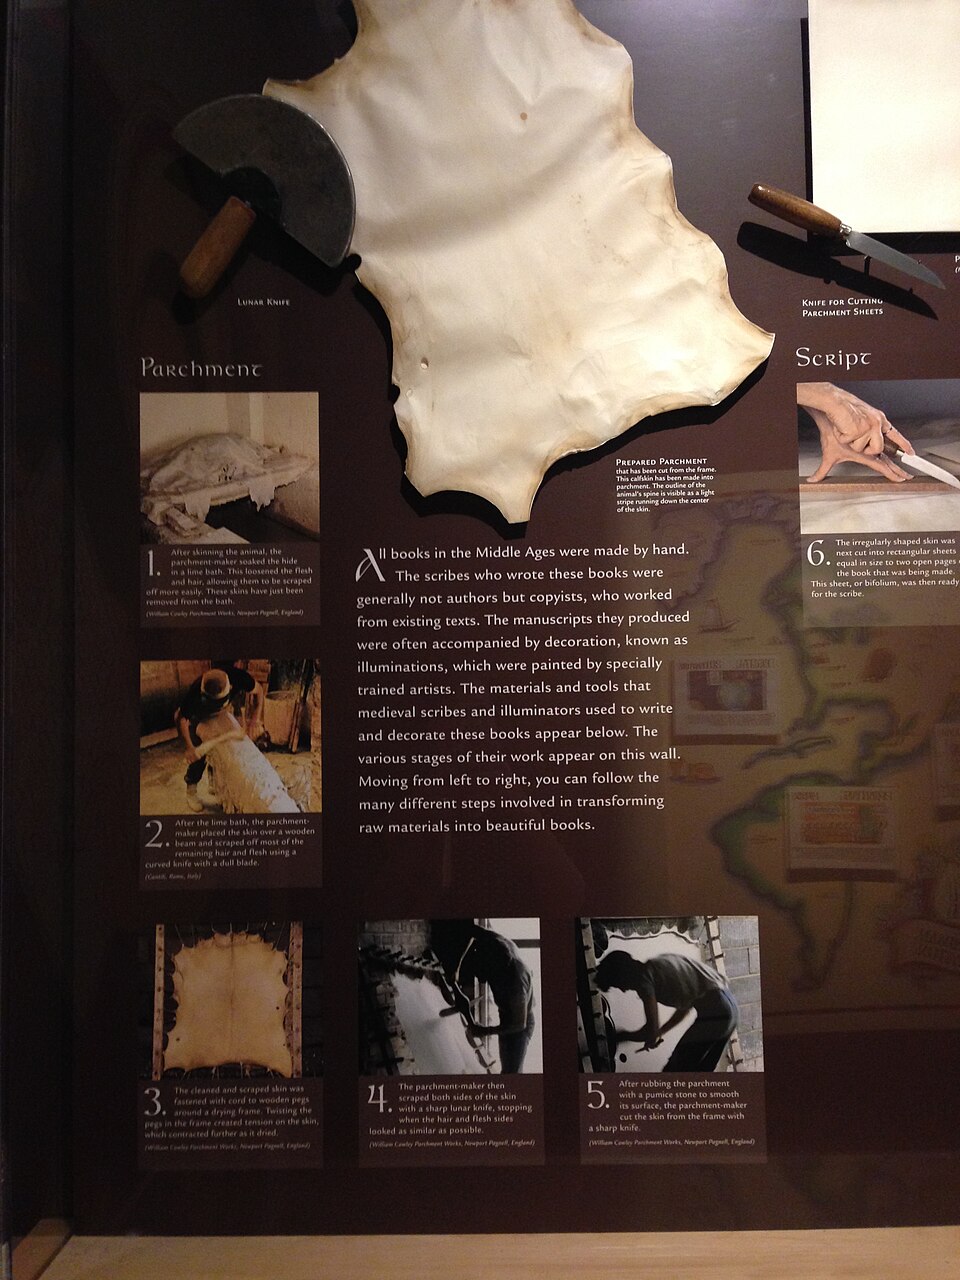 Lunar Knife
Knife for Cutting
Parchment Sheets
Parchment
Script
Prepared Parchment
that has been cut from the frame.
This calfskin has been made into
parchment. The outline of the
animal's spine is visible as a light
stripe running down the center
of the skin.
1. After skinning the animal, the
parchment-maker soaked the hide
in a lime bath. This loosened the flesh
and hair, allowing them to be scraped
off more easily. These skins have just been
removed from the bath.
(William Cowley Parchment Works, Newport Pagnell, England)
All books in the Middle Ages were made by hand.
The scribes who wrote these books were
generally not authors but copyists, who worked
from existing texts. The manuscripts they produced
were often accompanied by decoration, known as
illuminations, which were painted by specially
trained artists. The materials and tools that
medieval scribes and illuminators used to write
and decorate these books appear below. The
various stages of their work appear on this wall.
Moving from left to right, you can follow the
many different steps involved in transforming
raw materials into beautiful books.
6. The irregularly shaped skin was
next cut into rectangular sheets
equal in size to two open pages of
the book that was being made.
This sheet, or bifolium, was then ready
for the scribe.
2. After the lime bath, the parchment-
maker placed the skin over a wooden
beam and scraped off most of the
remaining hair and flesh using a
curved knife with a dull blade.
3. The cleaned and scraped skin was
fastened with cord to wooden pegs
around a drying frame. Twisting the
pegs in the frame created tension on the skin,
which contracted further as it dried.
(William Cowley Parchment Works, Newport Pagnell, England)
4. The parchment-maker then
scraped both sides of the skin
with a sharp lunar knife, stopping
when the hair and flesh sides
looked as similar as possible.
(William Cowley Parchment Works, Newport Pagnell, England)
5. After rubbing the parchment
with a pumice stone to smooth
its surface, the parchment-maker
cut the skin from the frame with
a sharp knife.
(William Cowley Parchment Works, Newport Pagnell, England)